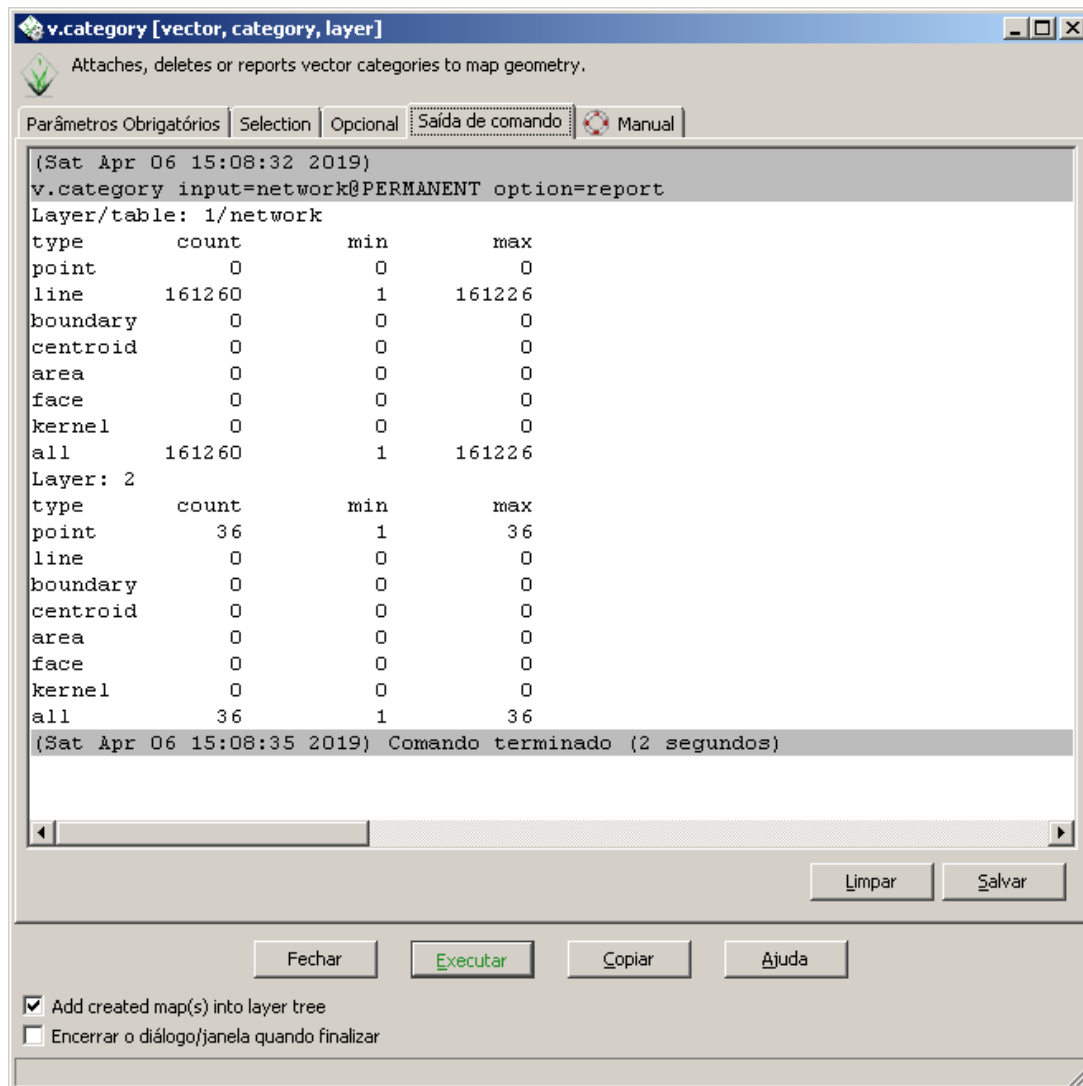 v.category [vector, category, layer]
Attaches, deletes or reports vector categories to map geometry.
Parâmetros Obrigatórios Selection Opcional Saída de comando Manual
(Sat Apr 06 15:08:32 2019)
v.category input=network@PERMANENT option=report
Layer/table: 1/network
type count min max
point 0 0 0
line 161260 1 161226
boundary 0 0 0
centroid 0 0 0
area 0 0 0
face 0 0 0
kernel 0 0 0
all 161260 1 161226
Layer: 2
type count min max
point 36 1 36
line 0 0 0
boundary 0 0 0
centroid 0 0 0
area 0 0 0
face 0 0 0
kernel 0 0 0
all 36 1 36
(Sat Apr 06 15:08:35 2019) Comando terminado (2 segundos)
Limpar Salvar
Fechar Executar Copiar Ajuda
Add created map(s) into layer tree
Encerrar o diálogo/janela quando finalizar